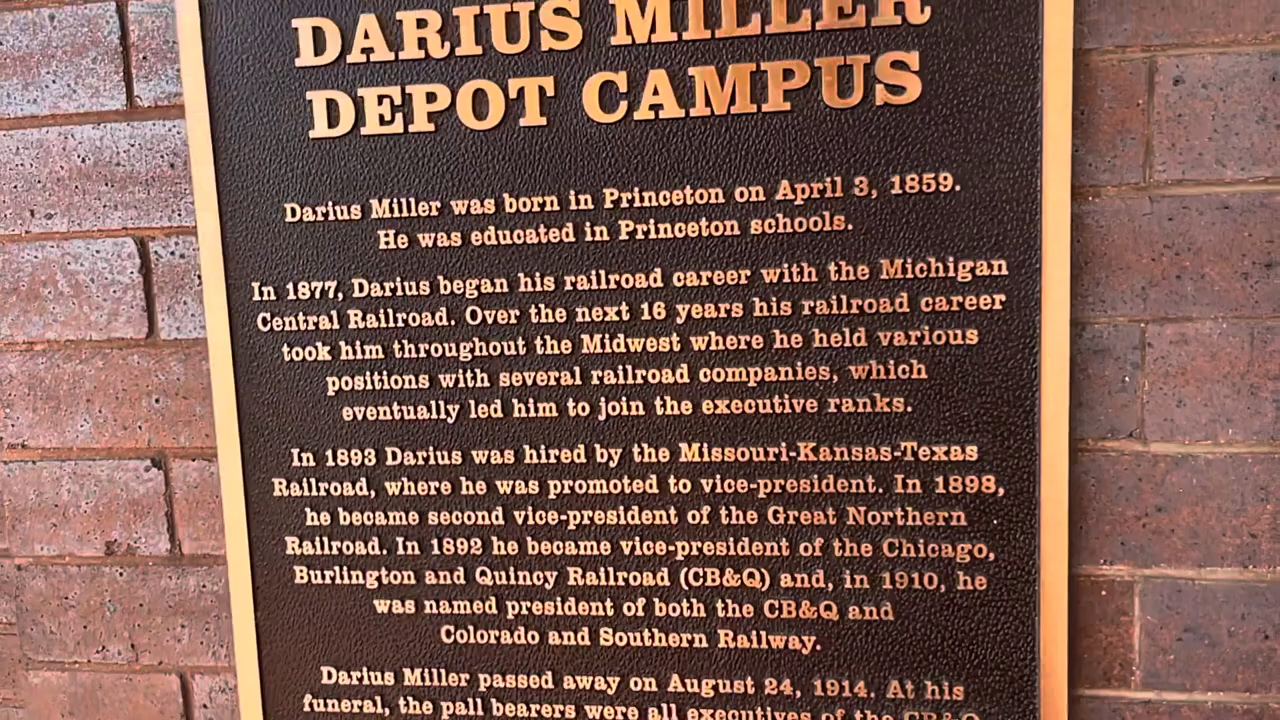 DARIUS MILLER
DEPOT CAMPUS
Darius Miller was born in Princeton on April 3, 1859.
He was educated in Princeton schools.
In 1877, Darius began his railroad career with the Michigan
Central Railroad. Over the next 16 years his railroad career
took him throughout the Midwest where he held various
positions with several railroad companies, which
eventually led him to join the executive ranks.
In 1893 Darius was hired by the Missouri-Kansas-Texas
Railroad, where he was promoted to vice-president. In 1898,
he became second vice-president of the Great Northern
Railroad. In 1892 he became vice-president of the Chicago,
Burlington and Quincy Railroad (CB&Q) and, in 1910, he
was named president of both the CB&Q and
Colorado and Southern Railway.
Darius Miller passed away on August 24, 1914. At his
funeral, the pall bearers were all executives of the CB&Q